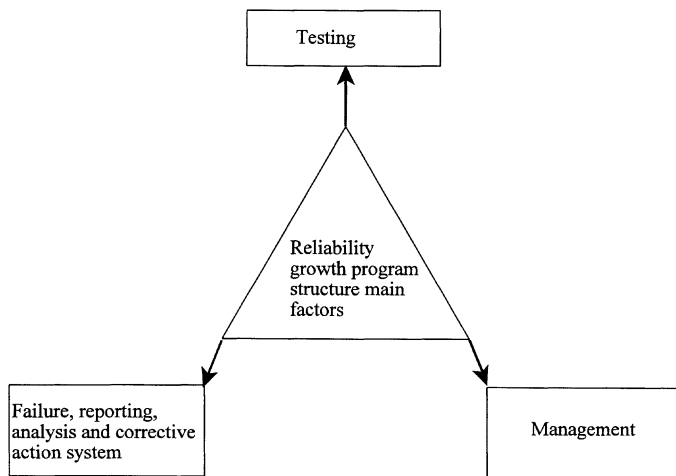 Testing
Reliability
growth program
structure main
factors
Failure, reporting,
analysis and corrective
action system
Management